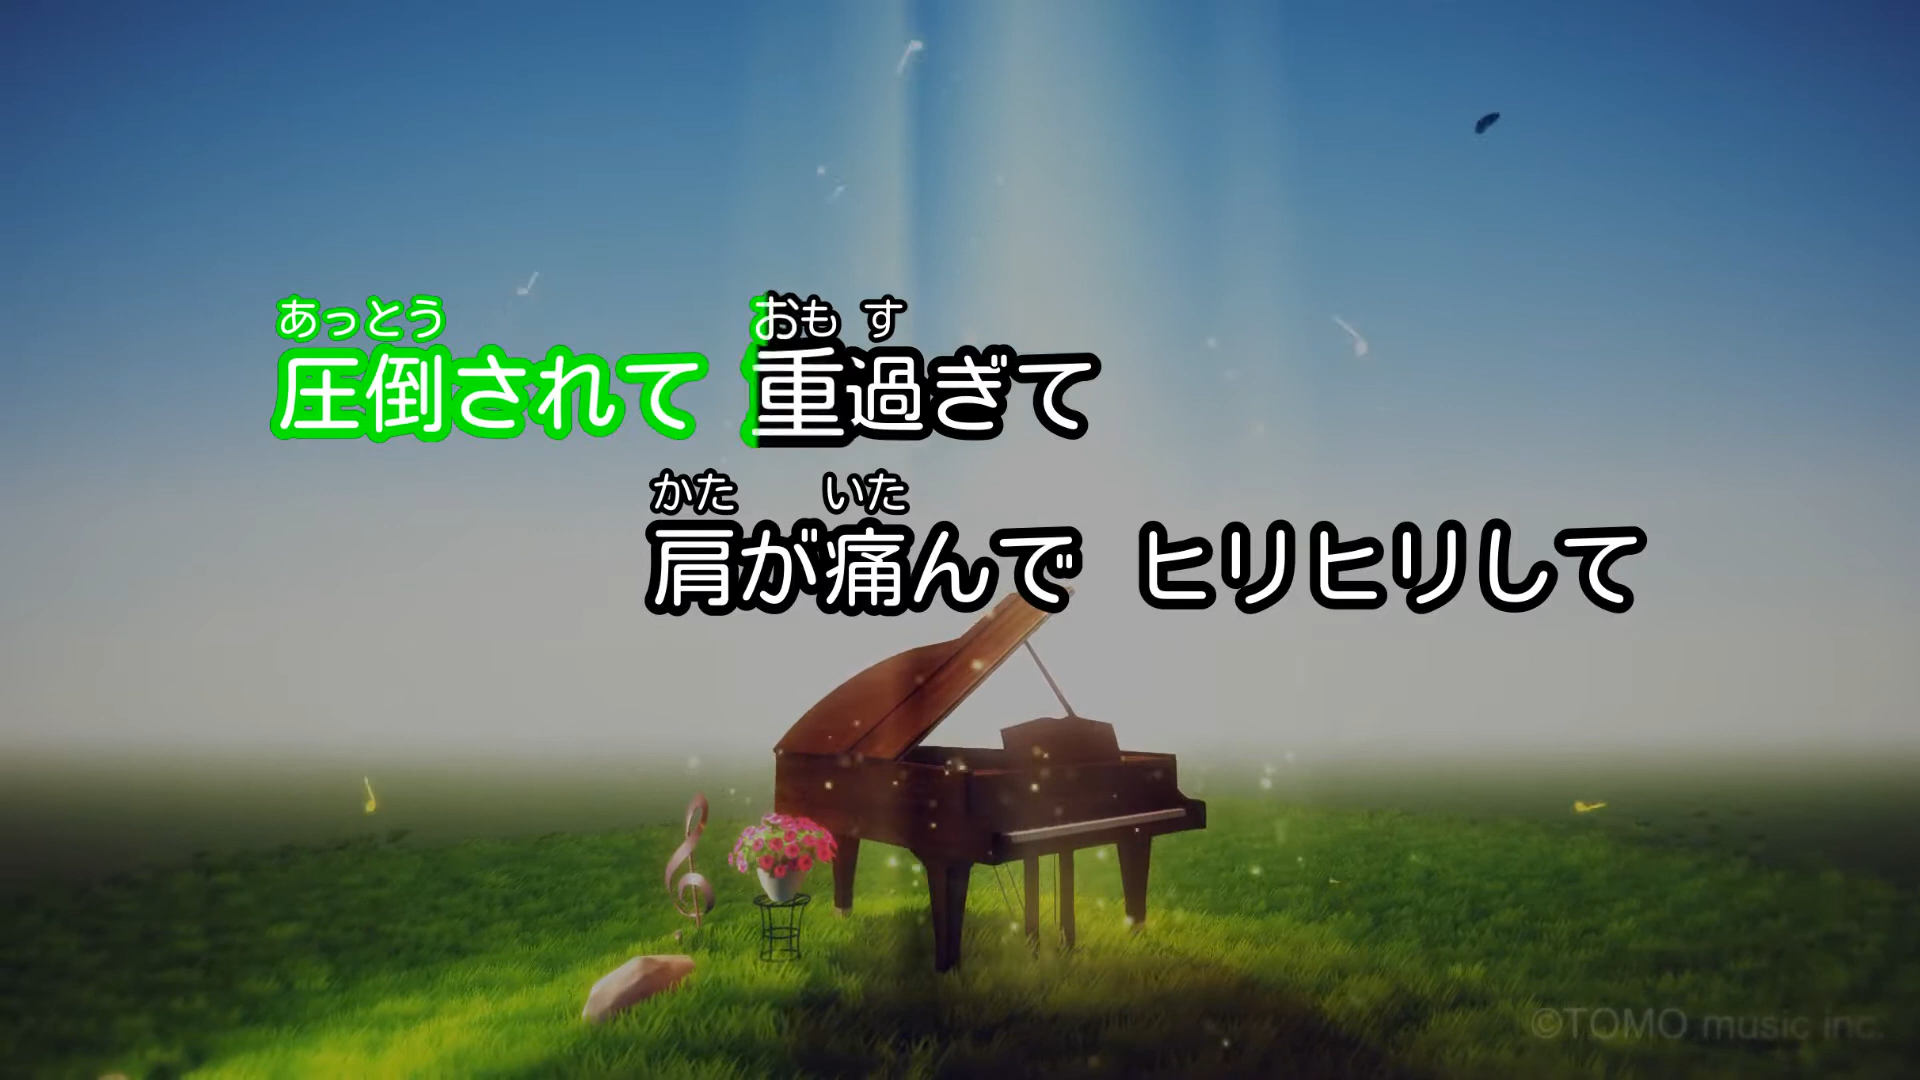 あっとう おも す
圧倒されて 重過ぎて
かた いた
肩が痛んで ヒリヒリして
©TOMO music inc.